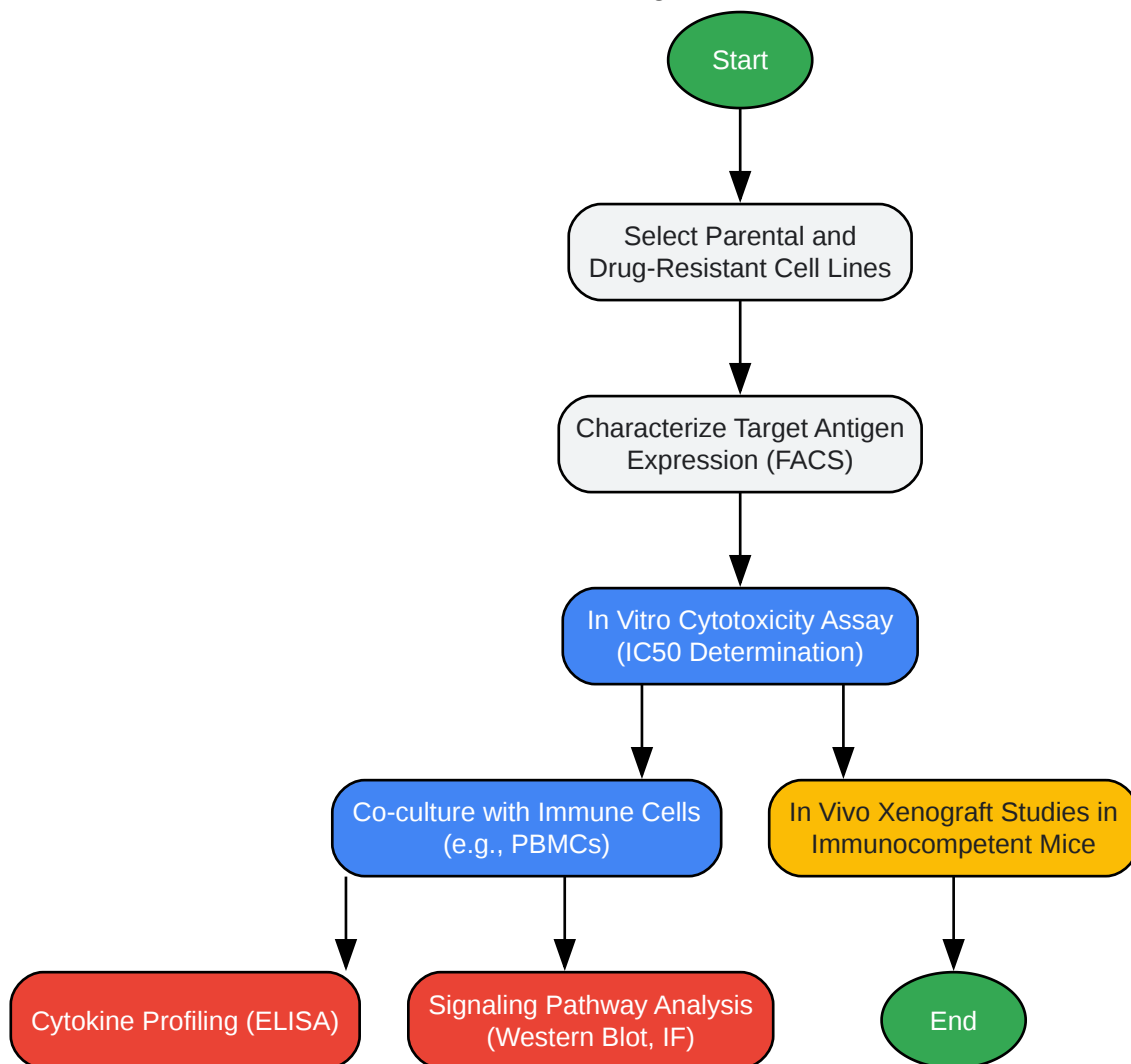 Start
Select Parental and
Drug-Resistant Cell Lines
Characterize Target Antigen
Expression (FACS)
In Vitro Cytotoxicity Assay
(IC50 Determination)
Co-culture with Immune Cells
(e.g., PBMCs)
In Vivo Xenograft Studies in
Immunocompetent Mice
Cytokine Profiling (ELISA)
Signaling Pathway Analysis
(Western Blot, IF)
End